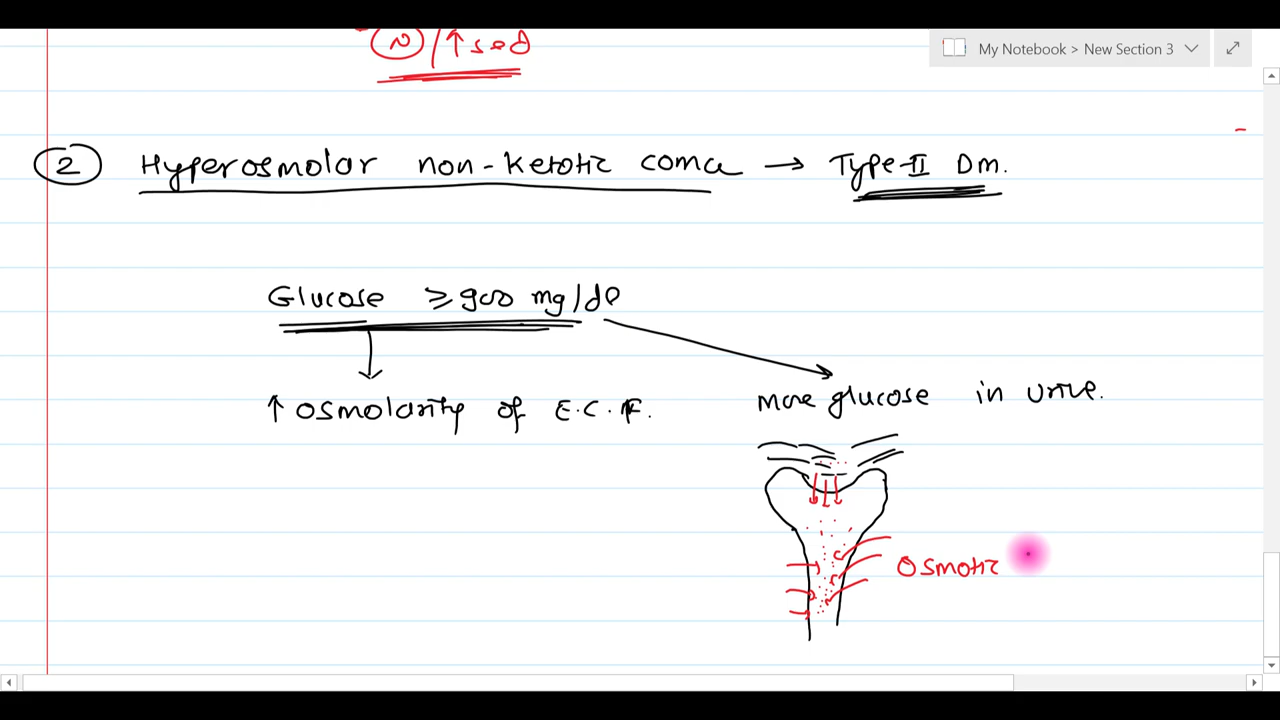 (N)/↑sed
My Notebook > New Section 3
② Hyperosmolar non-Ketotic coma → Type-II Dm.
Glucose ≥900 mg/dl
↑ osmolarity of E.C.F.
More glucose in urine.
Osmotic